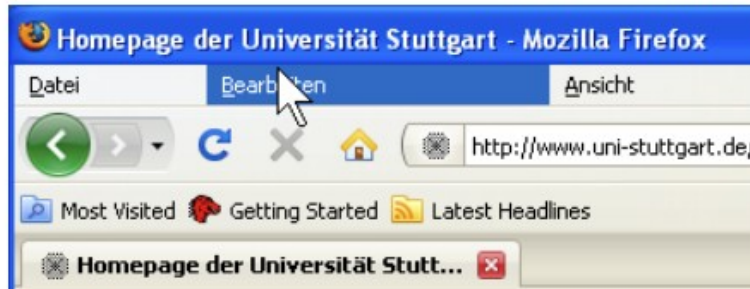 Homepage der Universität Stuttgart - Mozilla Firefox
Datei Bearbeiten Ansicht
http://www.uni-stuttgart.de/
Most Visited Getting Started Latest Headlines
Homepage der Universität Stutt...